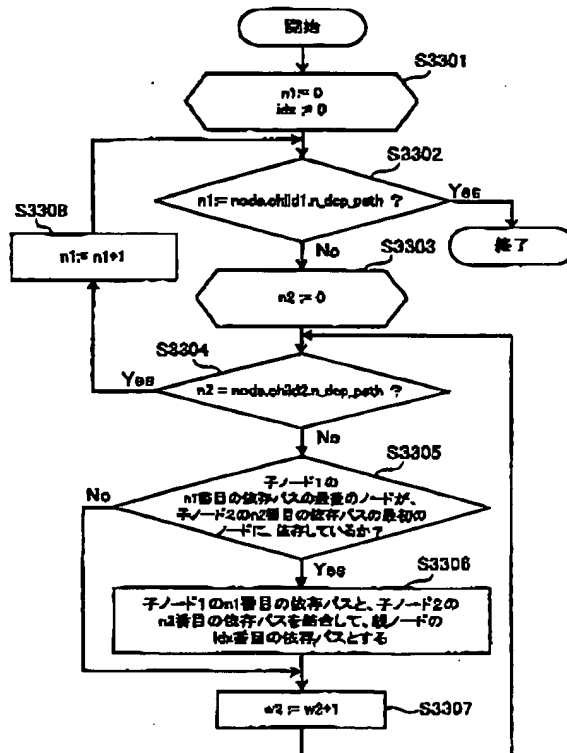 開始
S3301
n1:= 0
idx := 0
S3302
n1:= node.child1.n_dcp_path ?
Yes
終了
No
S3308
n1:= n1+1
S3303
n2 := 0
S3304
Yes
n2 = node.child2.n_dcp_path ?
No
S3305
子ノード1の
n1番目の依存パスの最後のノードが、
子ノード2のn2番目の依存パスの最初の
ノードに、依存しているか?
No
Yes
S3306
子ノード1のn1番目の依存パスと、子ノード2の
n2番目の依存パスを結合して、親ノードの
idx番目の依存パスとする
w2 := w2+1
S3307